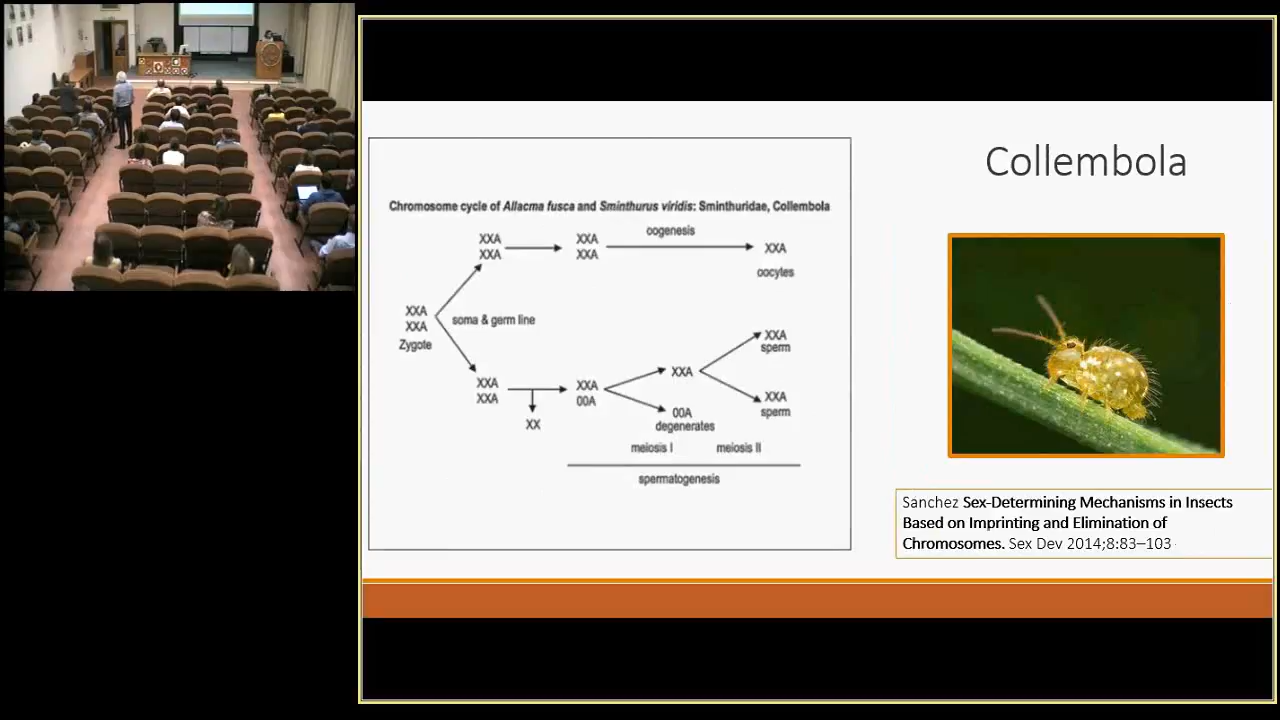 Collembola
Chromosome cycle of Allacma fusca and Sminthurus viridis: Sminthuridae, Collembola
XXA
XXA
XXA
XXA
oogenesis
XXA
oocyles
XXA
XXA
Zygote
soma & germ line
XXA
XXA
XX
XXA
00A
XXA
00A
degenerates
XXA
sperm
XXA
sperm
meiosis I
meiosis II
spermatogenesis
Sanchez Sex-Determining Mechanisms in Insects
Based on Imprinting and Elimination of
Chromosomes. Sex Dev 2014;8:83–103